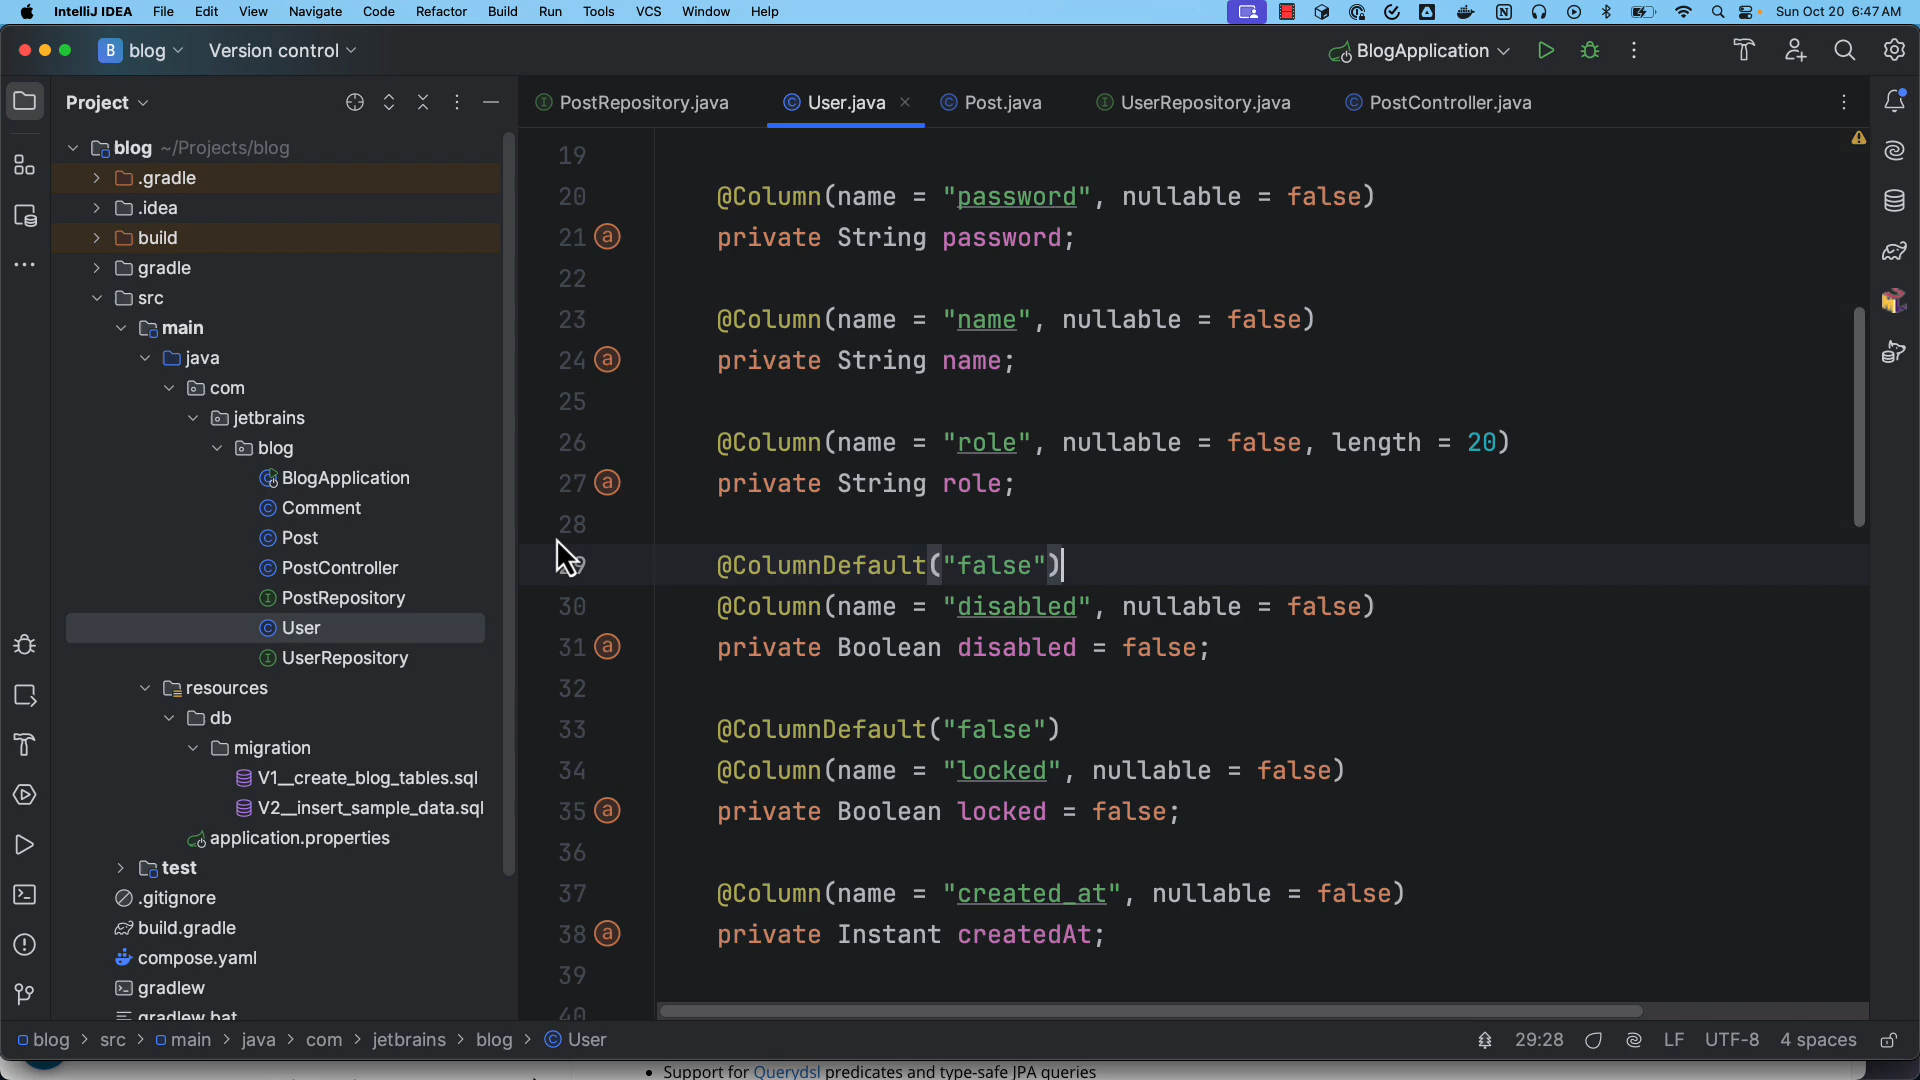 IntelliJ IDEA File Edit View Navigate Code Refactor Build Run Tools VCS Window Help Sun Oct 20 6:47 AM
B blog Version control BlogApplication
Project
PostRepository.java User.java Post.java UserRepository.java PostController.java
blog ~/Projects/blog
.gradle
.idea
build
gradle
src
main
java
com
jetbrains
blog
BlogApplication
Comment
Post
PostController
PostRepository
User
UserRepository
resources
db
migration
V1__create_blog_tables.sql
V2__insert_sample_data.sql
application.properties
test
.gitignore
build.gradle
compose.yaml
gradlew
gradlew.bat
19
20 @Column(name = "password", nullable = false)
21 private String password;
22
23 @Column(name = "name", nullable = false)
24 private String name;
25
26 @Column(name = "role", nullable = false, length = 20)
27 private String role;
28
29 @ColumnDefault("false")
30 @Column(name = "disabled", nullable = false)
31 private Boolean disabled = false;
32
33 @ColumnDefault("false")
34 @Column(name = "locked", nullable = false)
35 private Boolean locked = false;
36
37 @Column(name = "created_at", nullable = false)
38 private Instant createdAt;
39
40
blog > src > main > java > com > jetbrains > blog > User 29:28 LF UTF-8 4 spaces
• Support for Querydsl predicates and type-safe JPA queries